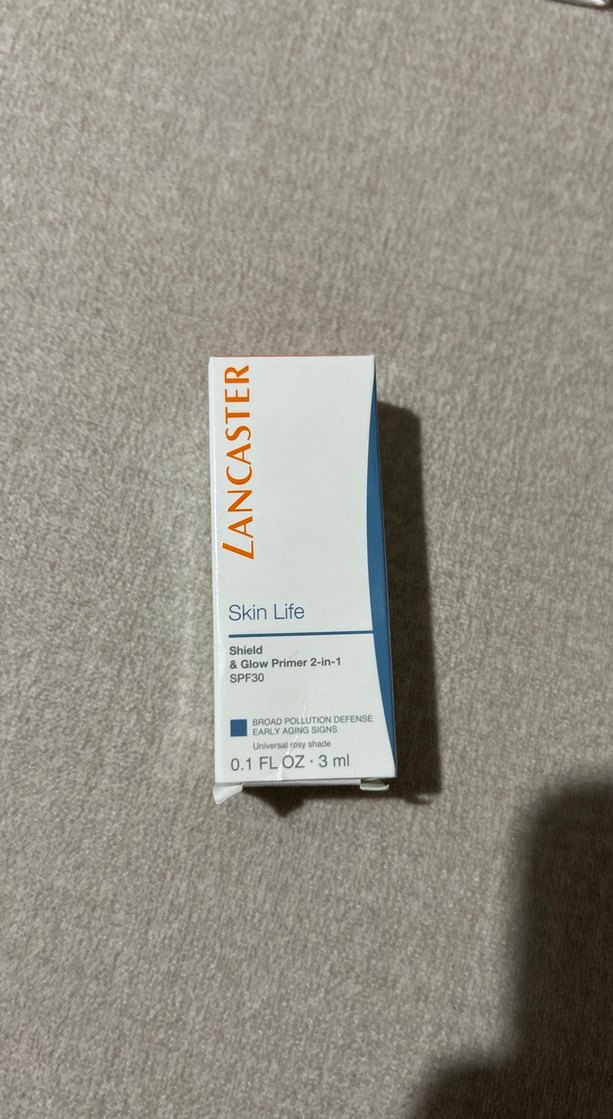 LANCASTER
Skin Life
Shield
& Glow Primer 2-in-1
SPF30
BROAD POLLUTION DEFENSE
EARLY AGING SIGNS
Universal rosy shade
0.1 FL OZ · 3 ml